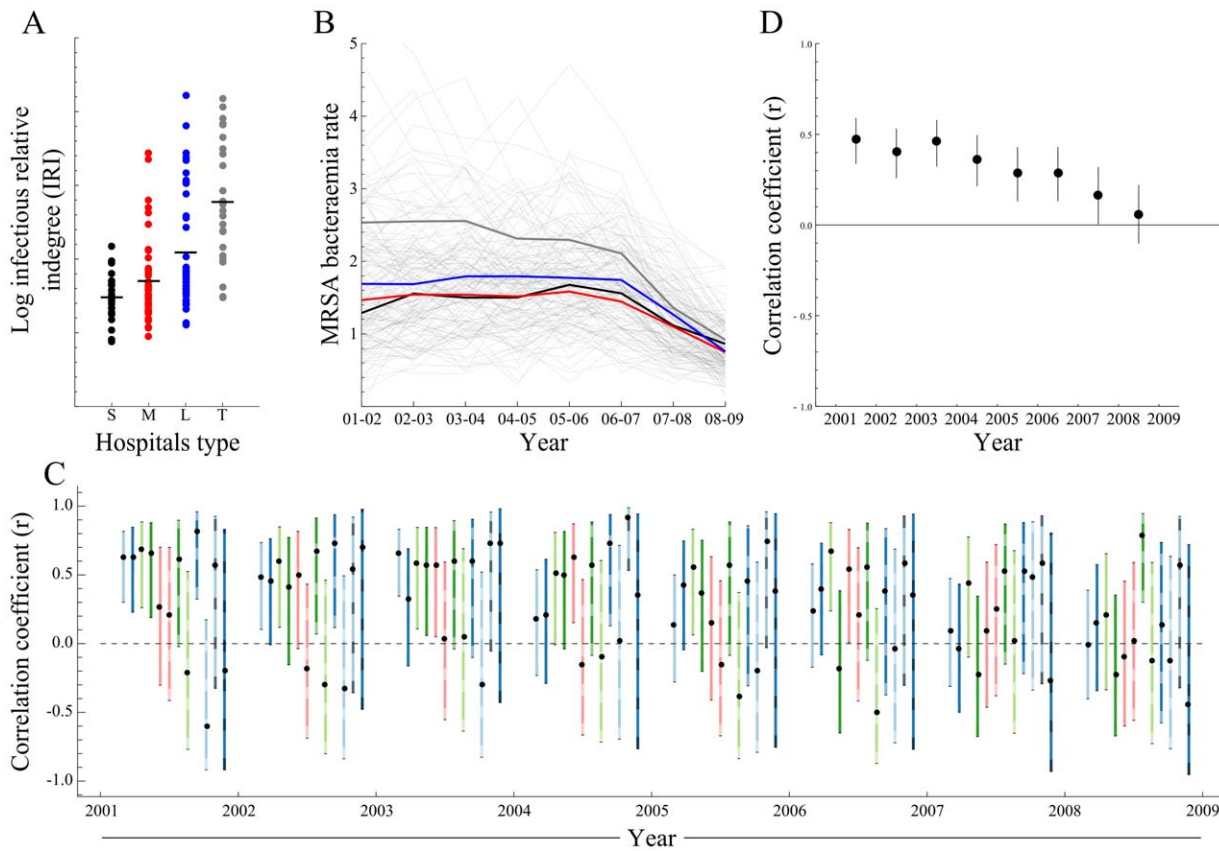 A
Log infectious relative
indegree (IRI)
S M L T
Hospitals type
B
MRSA bacteraemia rate
5
4
3
2
1
01-02 02-03 03-04 04-05 05-06 06-07 07-08 08-09
Year
D
Correlation coefficient (r)
1.0
0.5
0.0
-0.5
-1.0
2001 2002 2003 2004 2005 2006 2007 2008 2009
Year
C
Correlation coefficient (r)
1.0
0.5
0.0
-0.5
-1.0
2001 2002 2003 2004 2005 2006 2007 2008 2009
Year